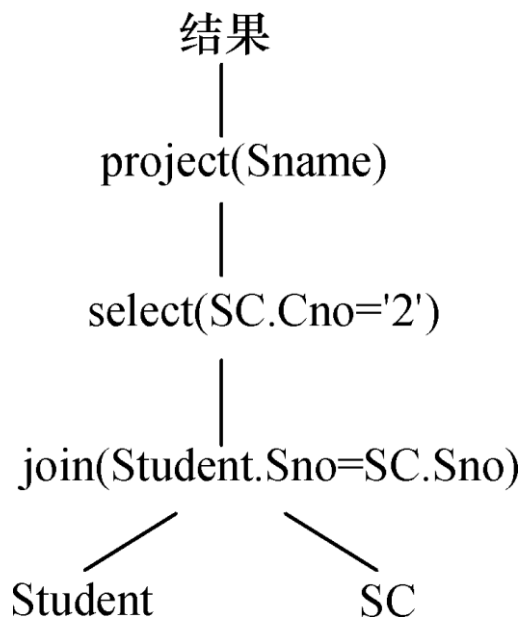 结果
project(Sname)
select(SC.Cno='2')
join(Student.Sno=SC.Sno)
Student
SC